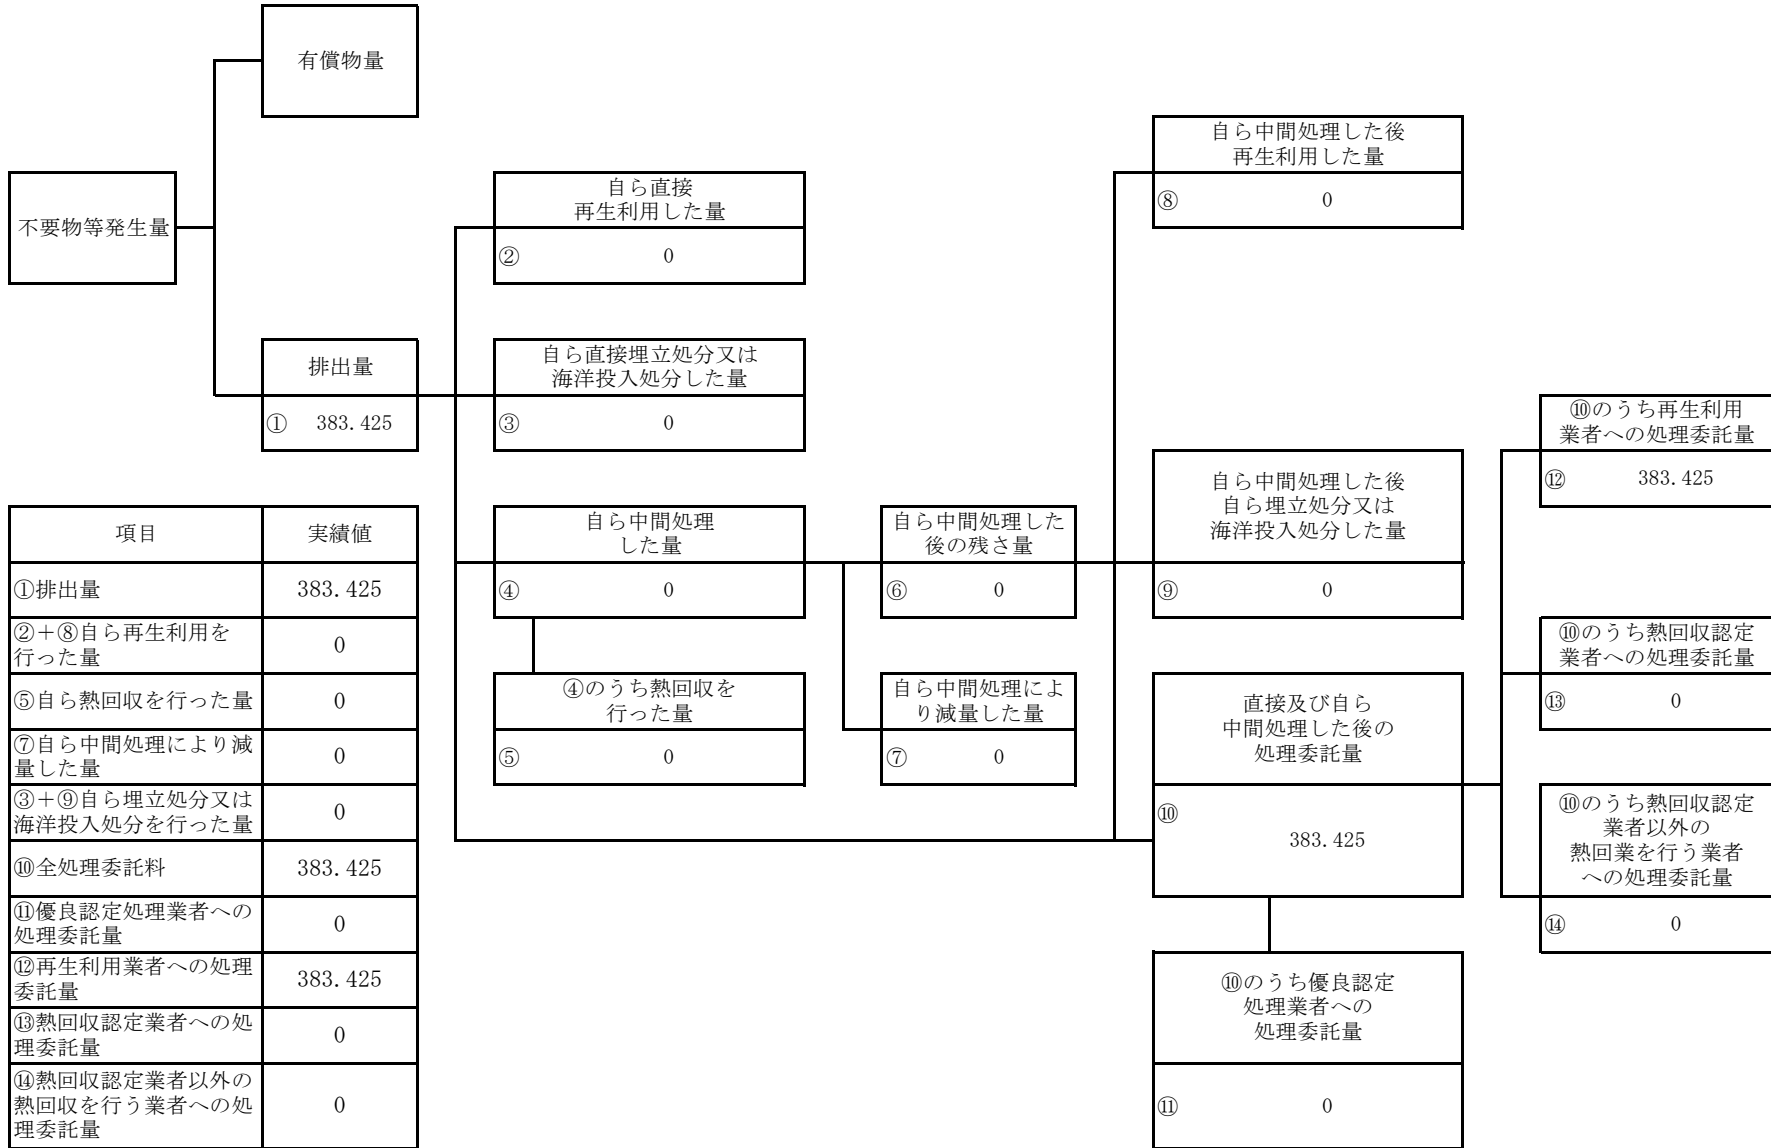 有償物量
不要物等発生量
排出量
① 383.425
自ら直接
再生利用した量
② 0
自ら直接埋立処分又は
海洋投入処分した量
③ 0
自ら中間処理
した量
④ 0
④のうち熱回収を
行った量
⑤ 0
自ら中間処理した
後の残さ量
⑥ 0
自ら中間処理によ
り減量した量
⑦ 0
自ら中間処理した後
再生利用した量
⑧ 0
自ら中間処理した後
自ら埋立処分又は
海洋投入処分した量
⑨ 0
直接及び自ら
中間処理した後の
処理委託量
⑩
383.425
⑩のうち優良認定
処理業者への
処理委託量
⑪ 0
⑩のうち再生利用
業者への処理委託量
⑫ 383.425
⑩のうち熱回収認定
業者への処理委託量
⑬ 0
⑩のうち熱回収認定
業者以外の
熱回業を行う業者
への処理委託量
⑭ 0
項目 実績値
①排出量 383.425
②＋⑧自ら再生利用を
行った量 0
⑤自ら熱回収を行った量 0
⑦自ら中間処理により減
量した量 0
③＋⑨自ら埋立処分又は
海洋投入処分を行った量 0
⑩全処理委託料 383.425
⑪優良認定処理業者への
処理委託量 0
⑫再生利用業者への処理
委託量 383.425
⑬熱回収認定業者への処
理委託量 0
⑭熱回収認定業者以外の
熱回収を行う業者への処 0
理委託量